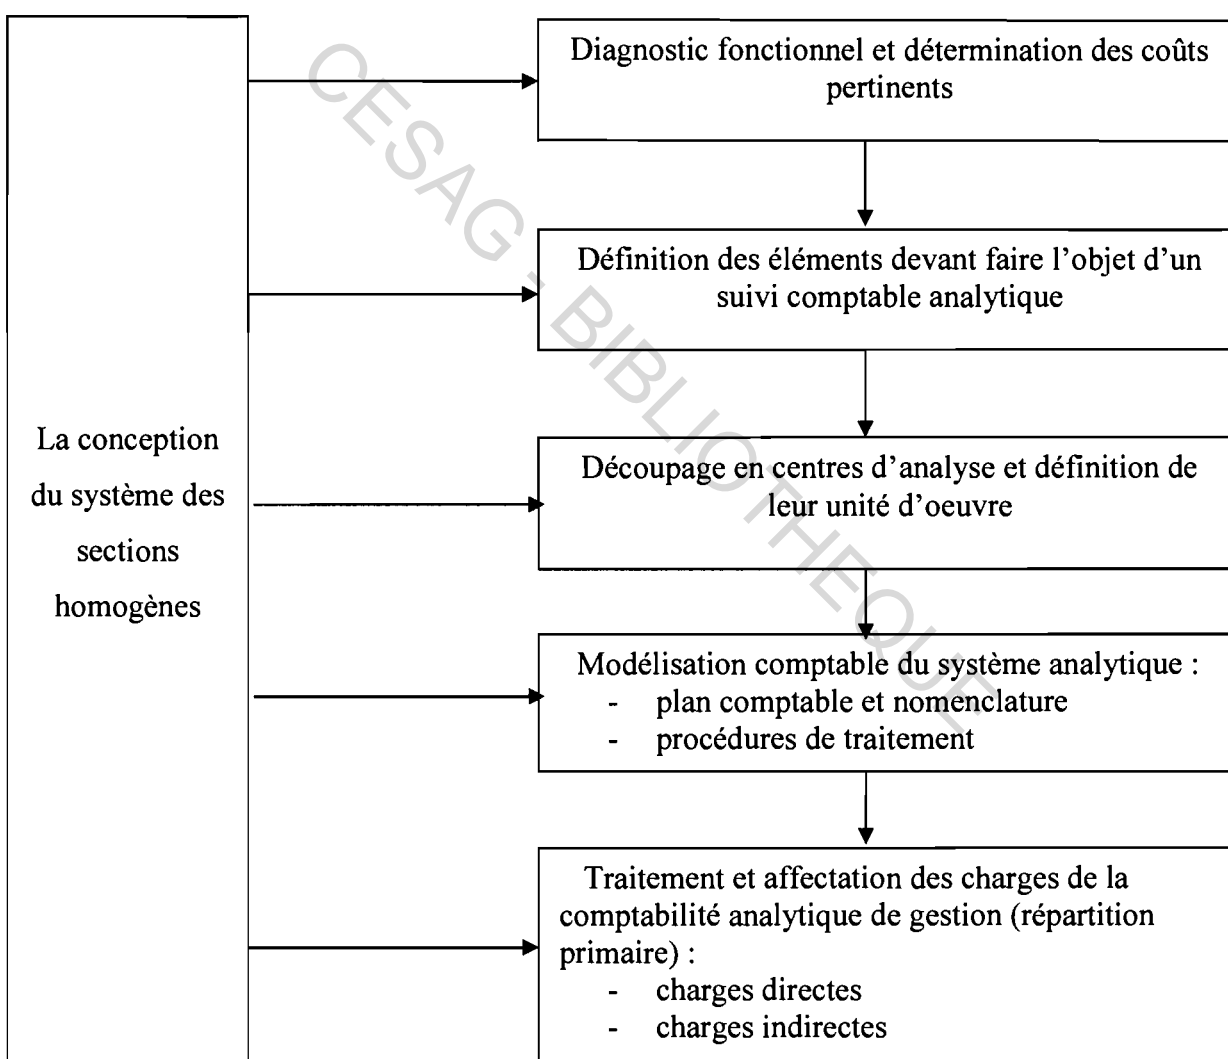 La conception
du système des
sections
homogènes
Diagnostic fonctionnel et détermination des coûts
pertinents
Définition des éléments devant faire l'objet d'un
suivi comptable analytique
Découpage en centres d'analyse et définition de
leur unité d'oeuvre
Modélisation comptable du système analytique :
- plan comptable et nomenclature
- procédures de traitement
Traitement et affectation des charges de la
comptabilité analytique de gestion (répartition
primaire) :
- charges directes
- charges indirectes
CESAG - BIBLIOTHEQUE